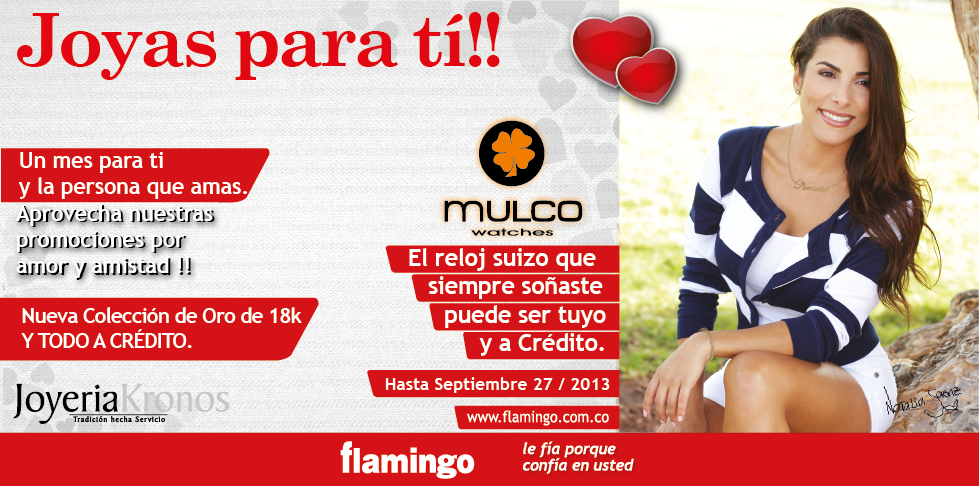 Joyas para tí!!
Un mes para ti
y la persona que amas.
Aprovecha nuestras
promociones por
amor y amistad !!
Nueva Colección de Oro de 18k
Y TODO A CRÉDITO.
JoyeriaKronos
Tradición hecha Servicio
MULCO
watches
El reloj suizo que
siempre soñaste
puede ser tuyo
y a Crédito.
Hasta Septiembre 27 / 2013
www.flamingo.com.co
Natalia Saenz
flamingo
le fía porque
confía en usted